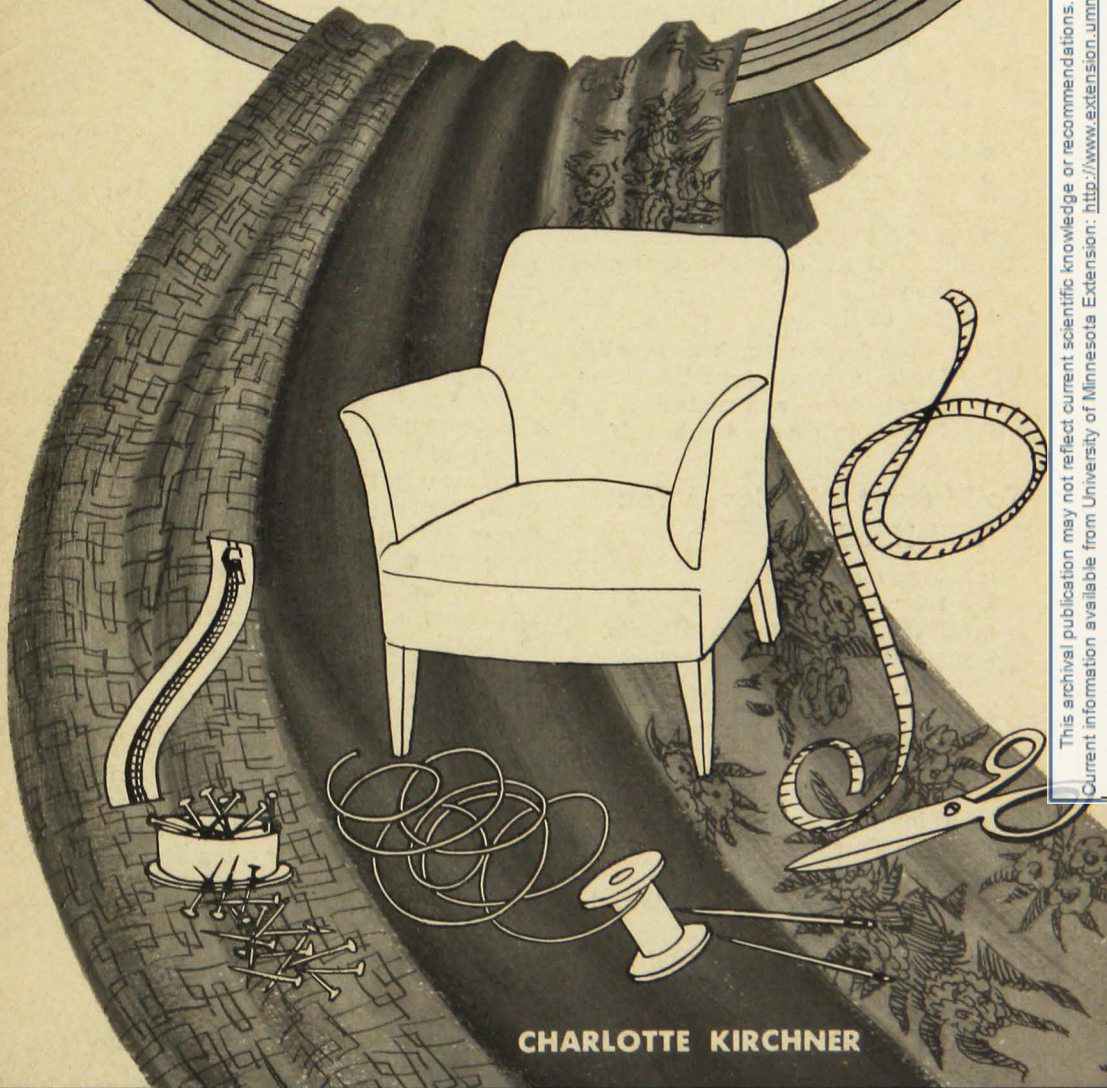 This archival publication may not reflect current scientific knowledge or recommendations.
Current information available from University of Minnesota Extension: http://www.extension.umn
CHARLOTTE KIRCHNER